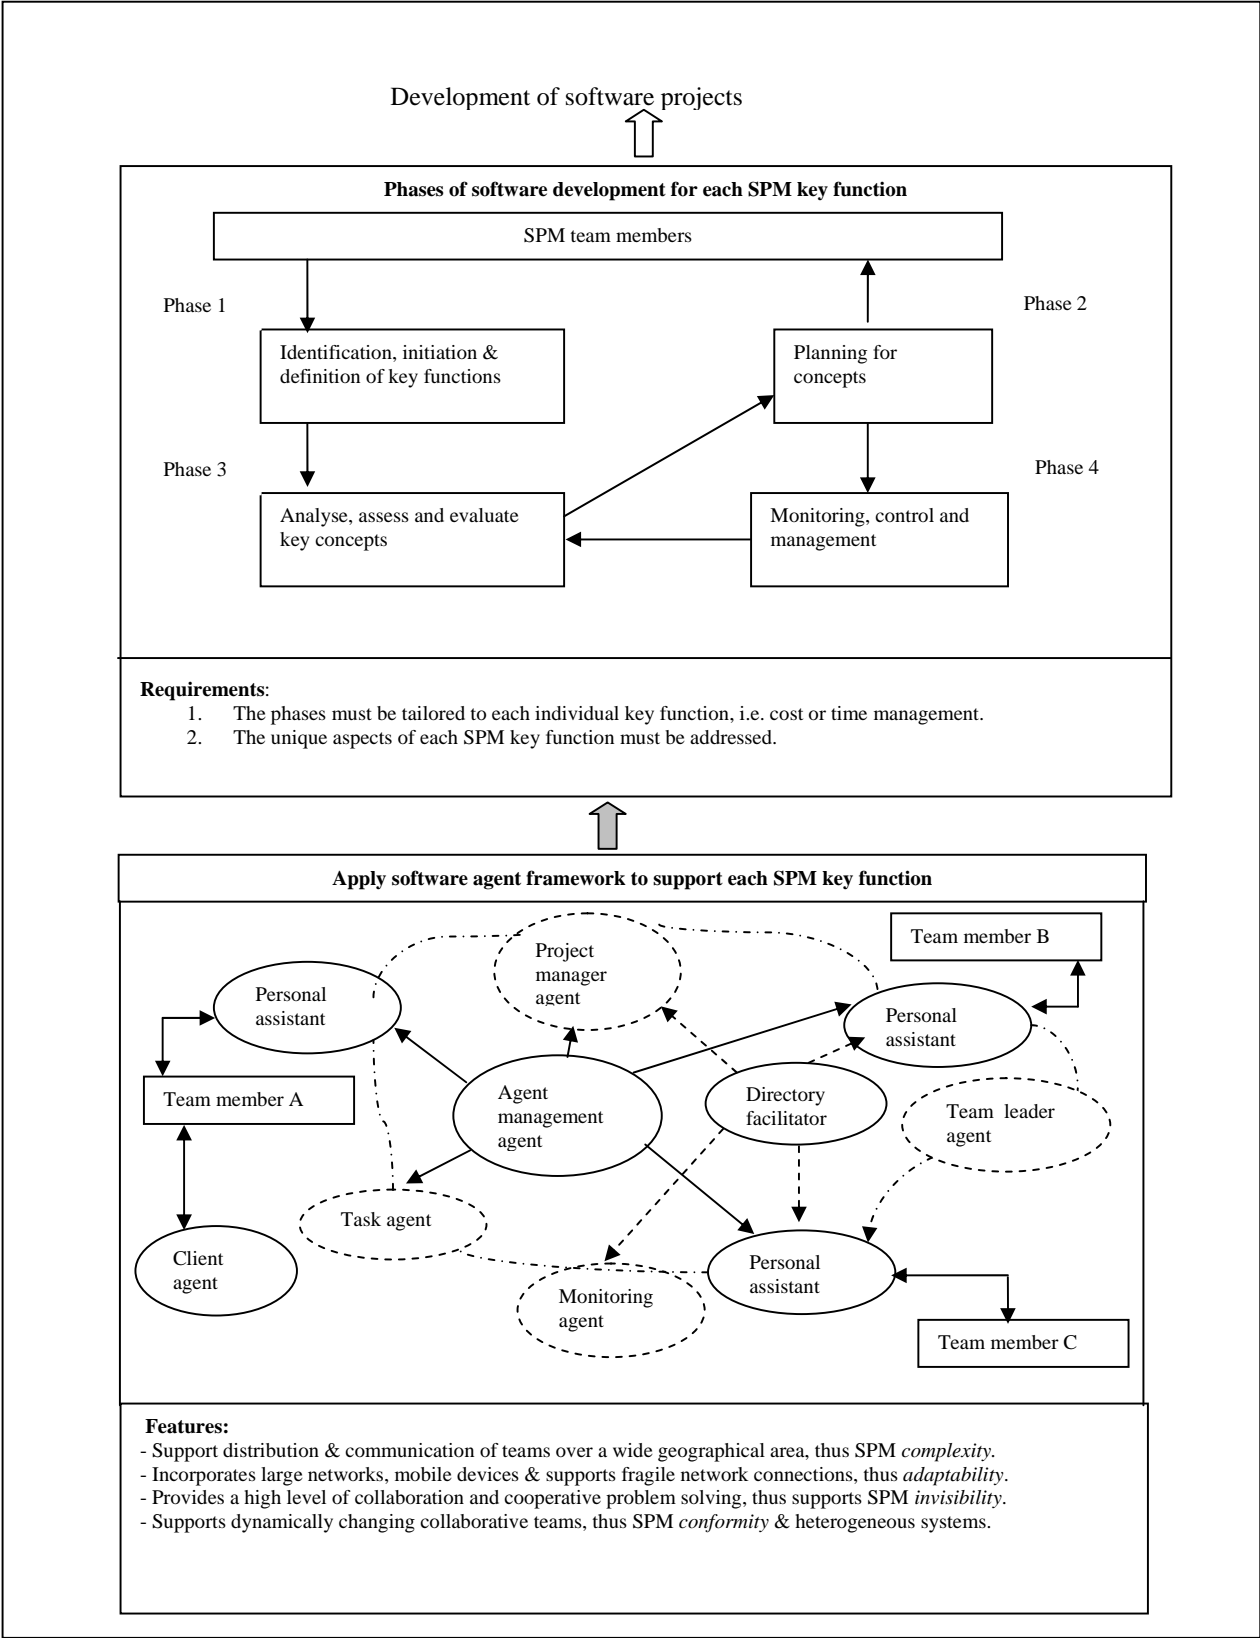 Development of software projects
Phases of software development for each SPM key function
SPM team members
Phase 1
Phase 2
Identification, initiation &
definition of key functions
Planning for
concepts
Phase 3
Phase 4
Analyse, assess and evaluate
key concepts
Monitoring, control and
management
Requirements:
1. The phases must be tailored to each individual key function, i.e. cost or time management.
2. The unique aspects of each SPM key function must be addressed.
Apply software agent framework to support each SPM key function
Team member B
Project
manager
agent
Personal
assistant
Personal
assistant
Team member A
Agent
management
agent
Directory
facilitator
Team leader
agent
Task agent
Client
agent
Personal
assistant
Monitoring
agent
Team member C
Features:
- Support distribution & communication of teams over a wide geographical area, thus SPM complexity.
- Incorporates large networks, mobile devices & supports fragile network connections, thus adaptability.
- Provides a high level of collaboration and cooperative problem solving, thus supports SPM invisibility.
- Supports dynamically changing collaborative teams, thus SPM conformity & heterogeneous systems.